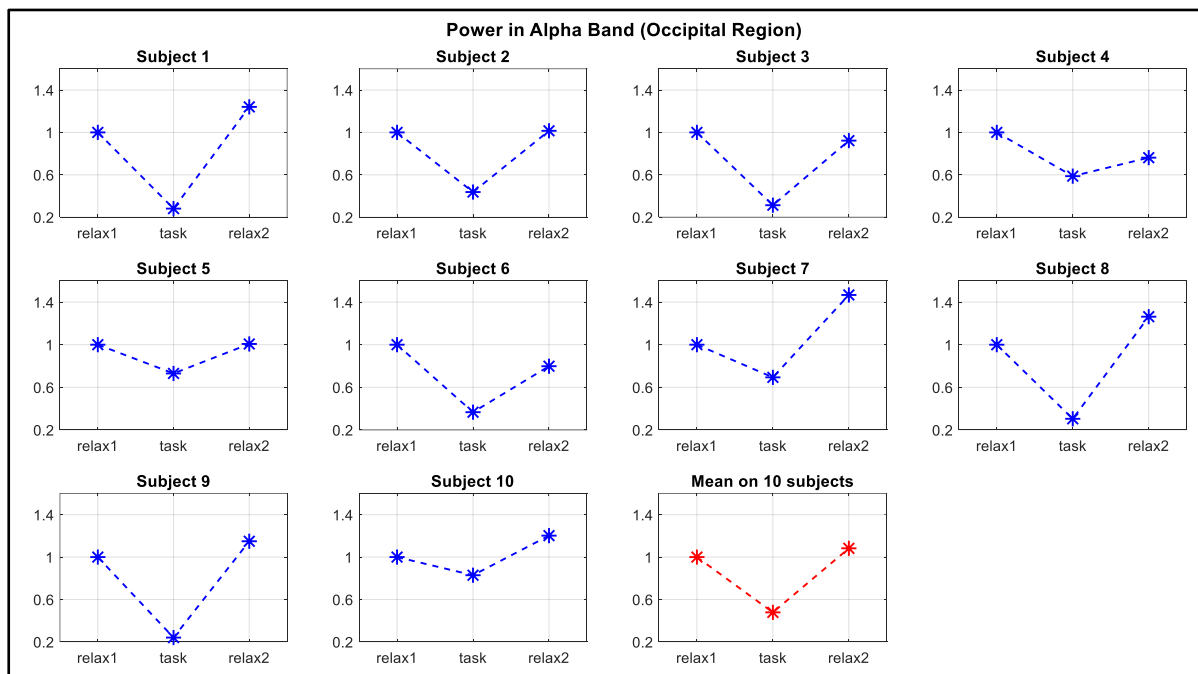 Power in Alpha Band (Occipital Region)
Subject 1
1.4
1
0.6
0.2
relax1 task relax2
Subject 2
1.4
1
0.6
0.2
relax1 task relax2
Subject 3
1.4
1
0.6
0.2
relax1 task relax2
Subject 4
1.4
1
0.6
0.2
relax1 task relax2
Subject 5
1.4
1
0.6
0.2
relax1 task relax2
Subject 6
1.4
1
0.6
0.2
relax1 task relax2
Subject 7
1.4
1
0.6
0.2
relax1 task relax2
Subject 8
1.4
1
0.6
0.2
relax1 task relax2
Subject 9
1.4
1
0.6
0.2
relax1 task relax2
Subject 10
1.4
1
0.6
0.2
relax1 task relax2
Mean on 10 subjects
1.4
1
0.6
0.2
relax1 task relax2